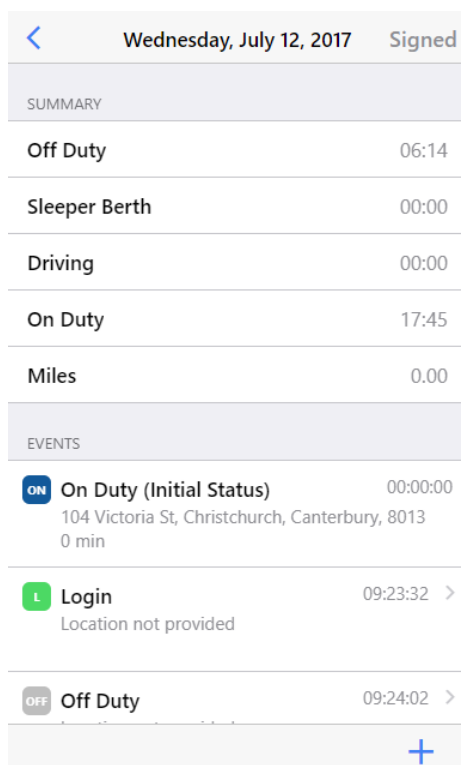 Wednesday, July 12, 2017 Signed
SUMMARY
Off Duty 06:14
Sleeper Berth 00:00
Driving 00:00
On Duty 17:45
Miles 0.00
EVENTS
ON On Duty (Initial Status) 00:00:00
104 Victoria St, Christchurch, Canterbury, 8013
0 min
L Login 09:23:32
Location not provided
OFF Off Duty 09:24:02